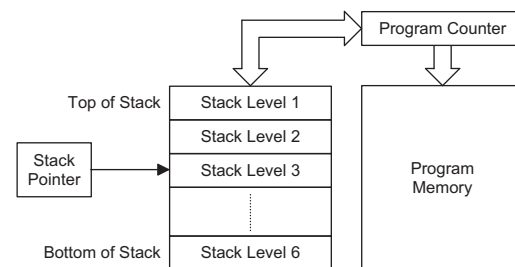 Program Counter
Top of Stack
Stack Level 1
Stack Level 2
Stack
Pointer
Stack Level 3
Program
Memory
Bottom of Stack
Stack Level 6